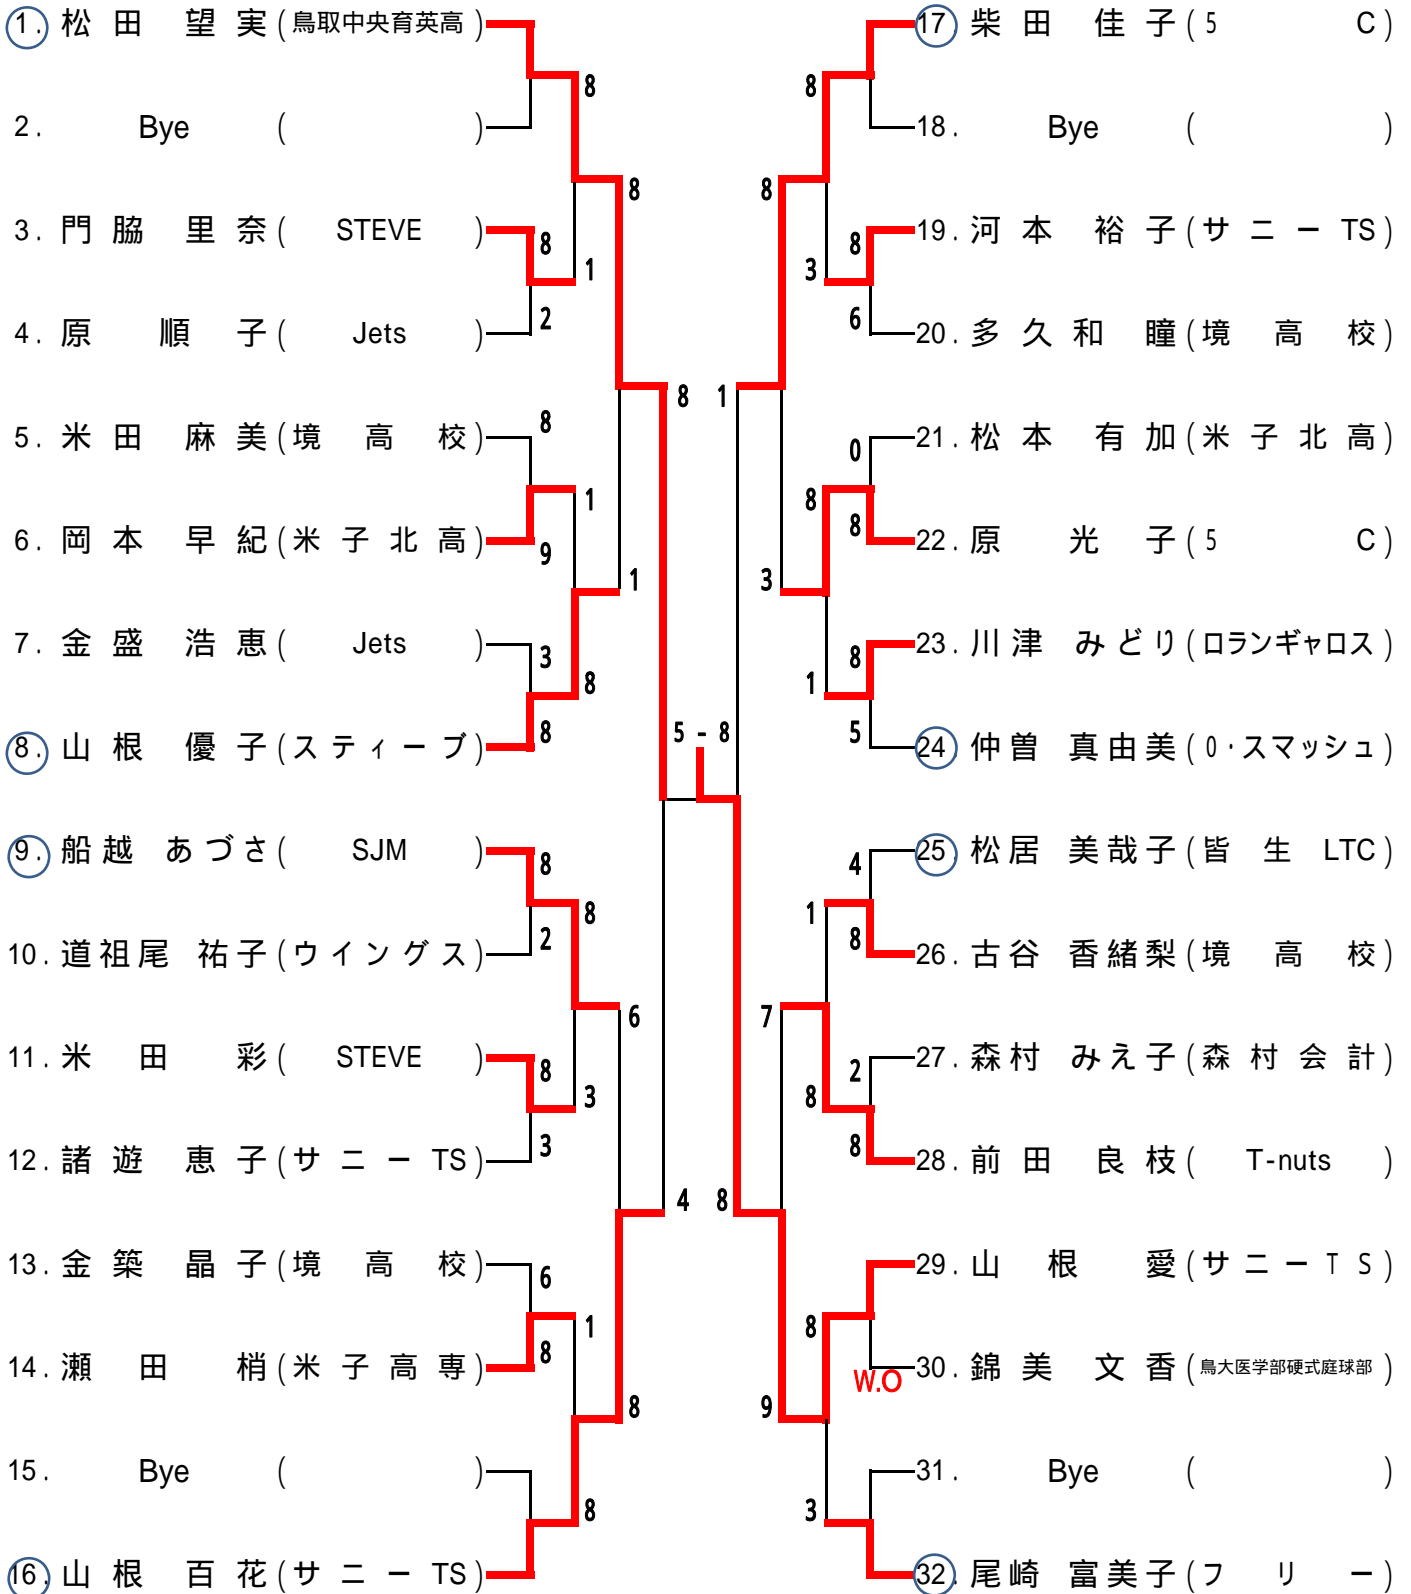 1. 松田 望実 (鳥取中央育英高)
2. Bye ( )
3. 門脇 里奈 (STEVE)
4. 原 順子 (Jets)
5. 米田 麻美 (境高校)
6. 岡本 早紀 (米子北高)
7. 金盛 浩恵 (Jets)
8. 山根 優子 (スティーブ)
9. 船越 あづさ (SJM)
10. 道祖尾 祐子 (ウイングス)
11. 米田 彩 (STEVE)
12. 諸遊 恵子 (サニーTS)
13. 金築 晶子 (境高校)
14. 瀬田 梢 (米子高専)
15. Bye ( )
16. 山根 百花 (サニーTS)
8
8
8
1
2
8
8
1
9
1
3
8
8
8
8
2
6
8
3
3
4
6
1
8
8
8
5 - 8
8
8
8
3
6
1
0
8
8
3
8
1
5
4
1
8
7
2
8
8
8
8
W.O
9
3
17. 柴田 佳子 (5 C)
18. Bye ( )
19. 河本 裕子 (サニーTS)
20. 多久和 瞳 (境高校)
21. 松本 有加 (米子北高)
22. 原 光子 (5 C)
23. 川津 みどり (ロランギャロス)
24. 仲曽 真由美 (0・スマッシュ)
25. 松居 美哉子 (皆生LTC)
26. 古谷 香緒梨 (境高校)
27. 森村 みえ子 (森村会計)
28. 前田 良枝 (T-nuts)
29. 山根 愛 (サニーTS)
30. 錦美 文香 (鳥大医学部硬式庭球部)
31. Bye ( )
32. 尾崎 富美子 (フリー)